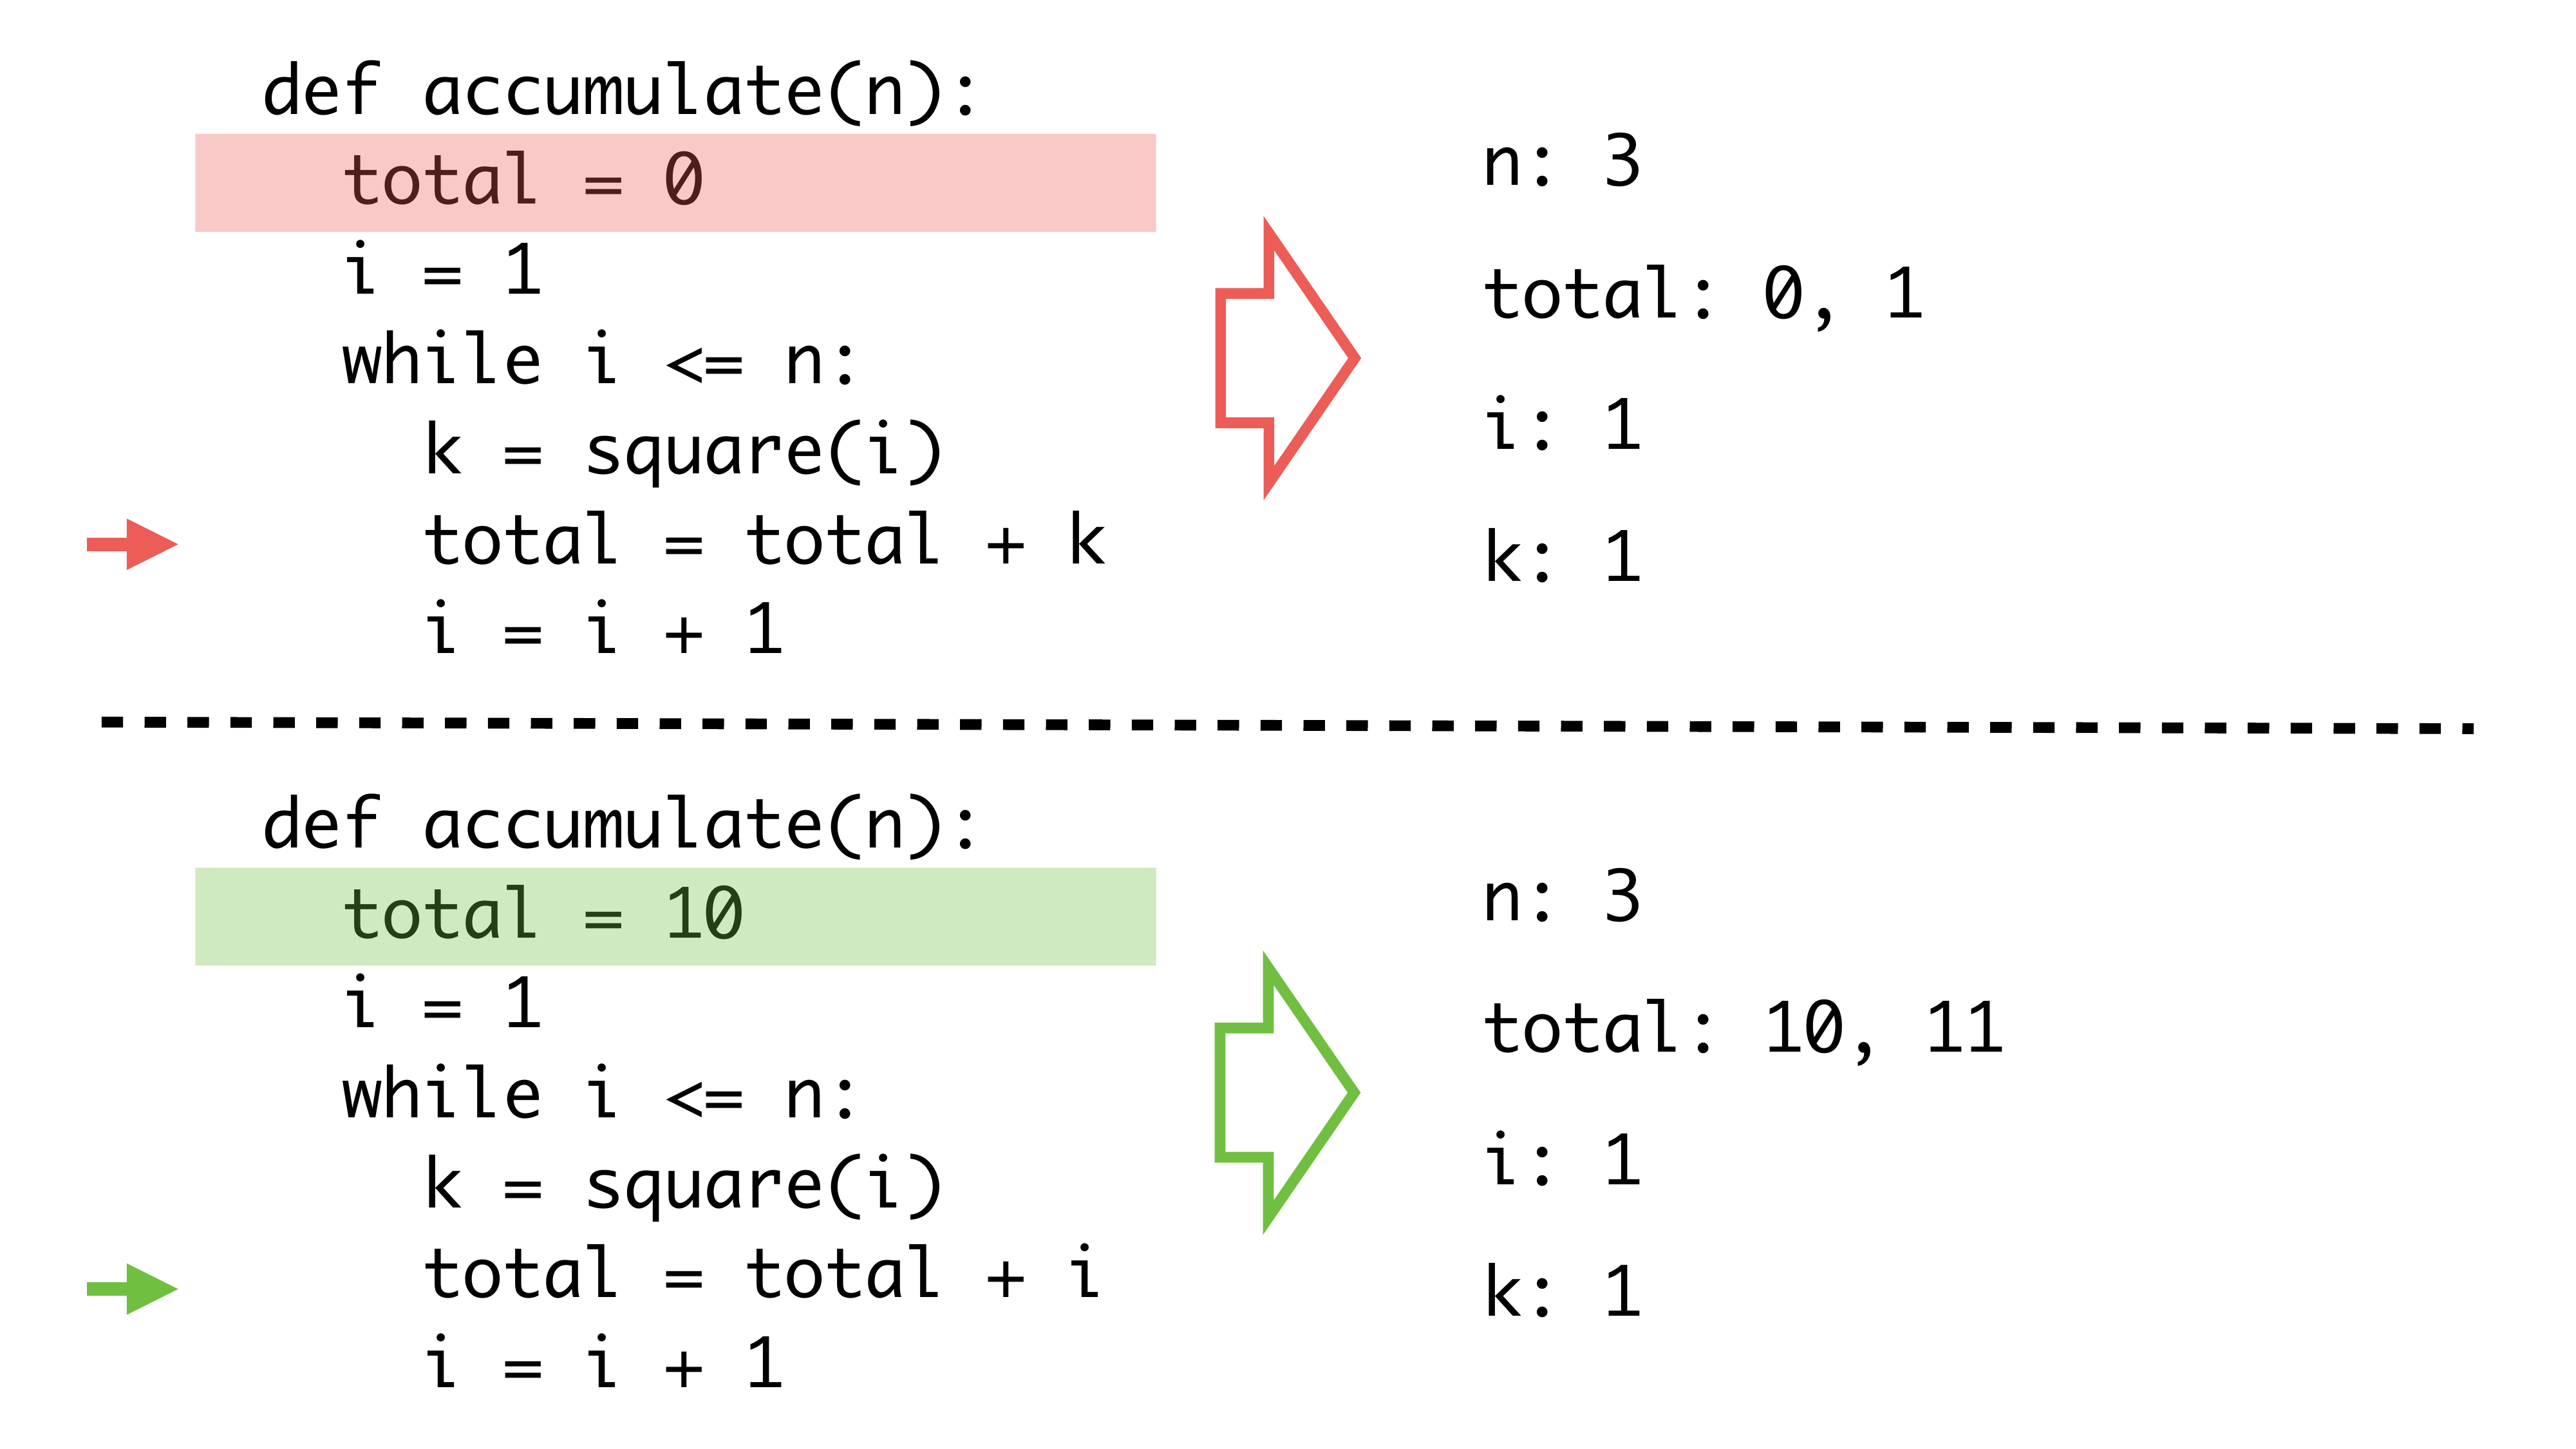 def accumulate(n):
total = 0
i = 1
while i <= n:
k = square(i)
total = total + k
i = i + 1
n: 3
total: 0, 1
i: 1
k: 1
def accumulate(n):
total = 10
i = 1
while i <= n:
k = square(i)
total = total + i
i = i + 1
n: 3
total: 10, 11
i: 1
k: 1